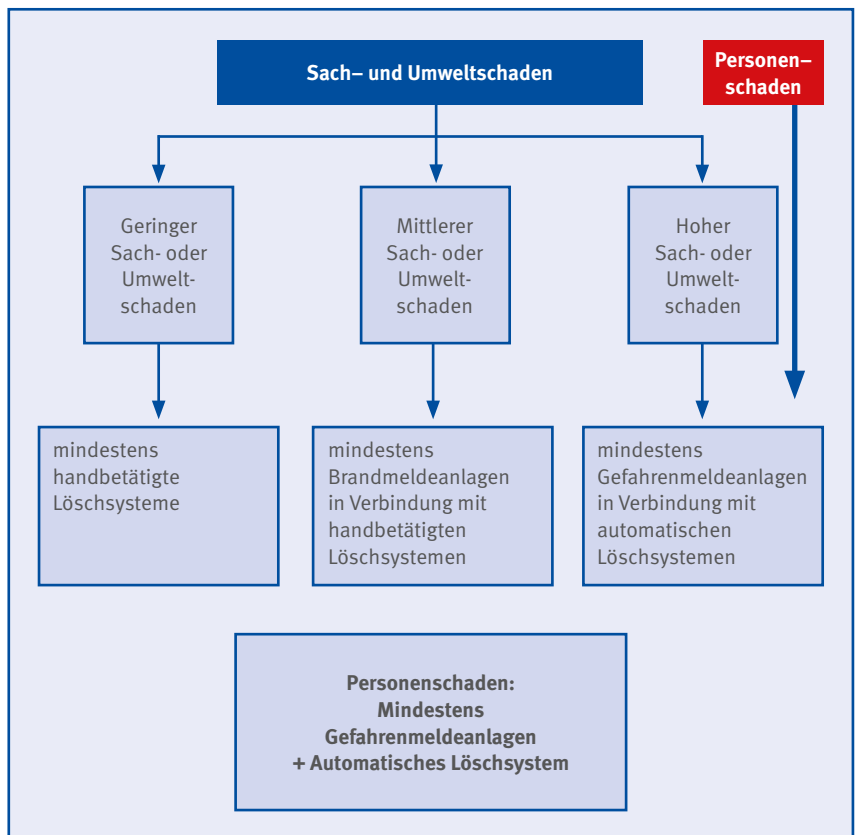 Sach– und Umweltschaden
Personen–
schaden
Geringer
Sach- oder
Umwelt-
schaden
Mittlerer
Sach- oder
Umwelt-
schaden
Hoher
Sach- oder
Umwelt-
schaden
mindestens
handbetätigte
Löschsysteme
mindestens
Brandmeldeanlagen
in Verbindung mit
handbetätigten
Löschsystemen
mindestens
Gefahrenmeldeanlagen
in Verbindung mit
automatischen
Löschsystemen
Personenschaden:
Mindestens
Gefahrenmeldeanlagen
+ Automatisches Löschsystem